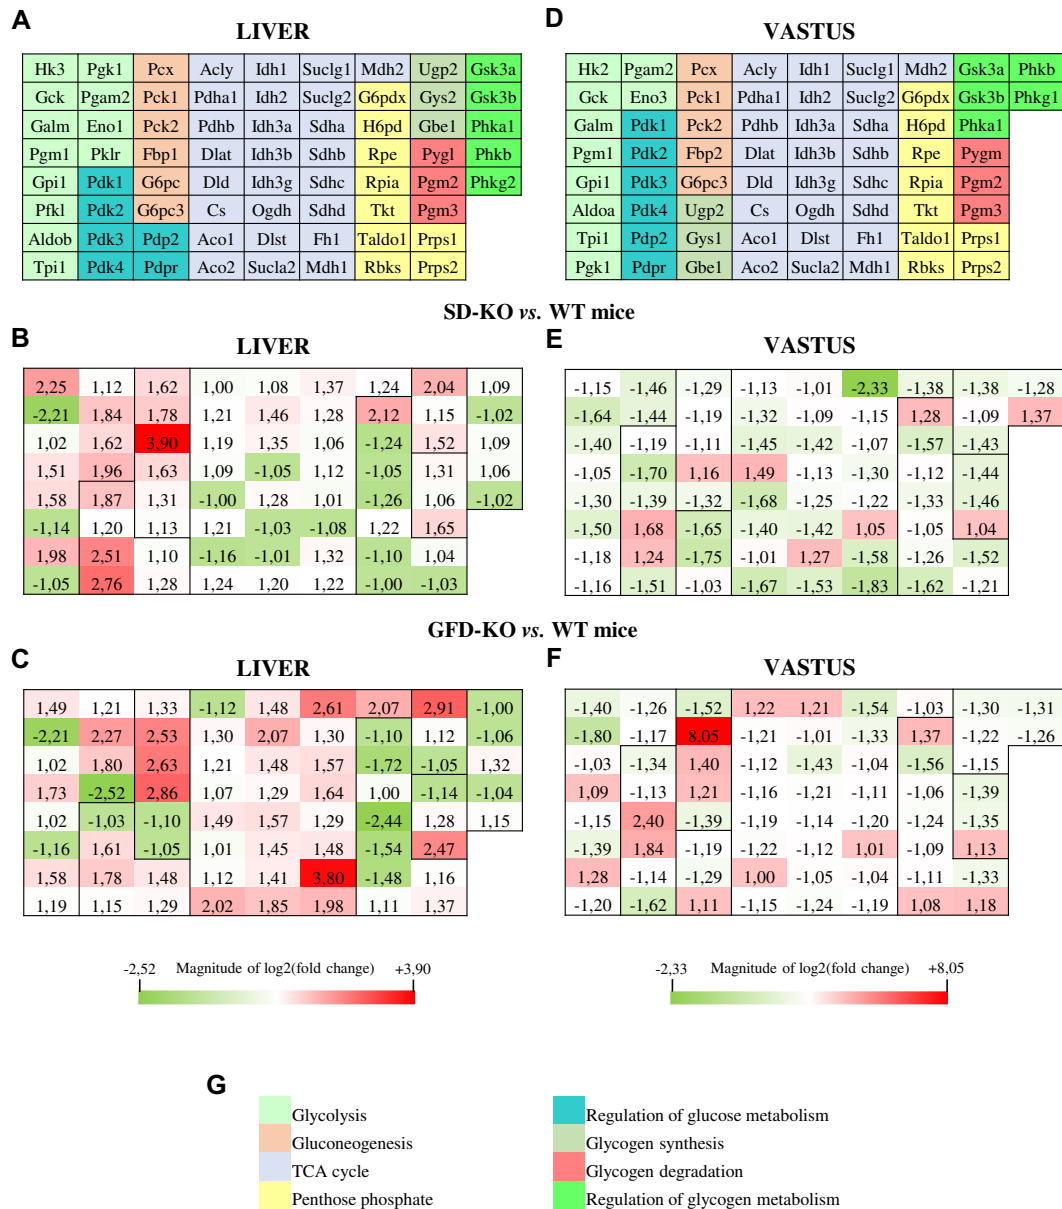 A
LIVER
Hk3 Pgk1 Pcx Acly Idh1 Suclg1 Mdh2 Ugp2 Gsk3a
Gck Pgam2 Pck1 Pdha1 Idh2 Suclg2 G6pdx Gys2 Gsk3b
Galm Eno1 Pck2 Pdhb Idh3a Sdha H6pd Gbe1 Phka1
Pgm1 Pklr Fbp1 Dlat Idh3b Sdhb Rpe Pygl Phkb
Gpi1 Pdk1 G6pc Dld Idh3g Sdhc Rpia Pgm2 Phkg2
Pfkl Pdk2 G6pc3 Cs Ogdh Sdhd Tkt Pgm3
Aldob Pdk3 Pdp2 Aco1 Dlst Fh1 Taldo1 Prps1
Tpi1 Pdk4 Pdpr Aco2 Sucla2 Mdh1 Rbks Prps2
D
VASTUS
Hk2 Pgam2 Pcx Acly Idh1 Suclg1 Mdh2 Gsk3a Phkb
Gck Eno3 Pck1 Pdha1 Idh2 Suclg2 G6pdx Gsk3b Phkg1
Galm Pdk1 Pck2 Pdhb Idh3a Sdha H6pd Phka1
Pgm1 Pdk2 Fbp2 Dlat Idh3b Sdhb Rpe Pygm
Gpi1 Pdk3 G6pc3 Dld Idh3g Sdhc Rpia Pgm2
Aldoa Pdk4 Ugp2 Cs Ogdh Sdhd Tkt Pgm3
Tpi1 Pdp2 Gys1 Aco1 Dlst Fh1 Taldo1 Prps1
Pgk1 Pdpr Gbe1 Aco2 Sucla2 Mdh1 Rbks Prps2
SD-KO vs. WT mice
B
LIVER
2,25 1,12 1,62 1,00 1,08 1,37 1,24 2,04 1,09
-2,21 1,84 1,78 1,21 1,46 1,28 2,12 1,15 -1,02
1,02 1,62 3,90 1,19 1,35 1,06 -1,24 1,52 1,09
1,51 1,96 1,63 1,09 -1,05 1,12 -1,05 1,31 1,06
1,58 1,87 1,31 -1,00 1,28 1,01 -1,26 1,06 -1,02
-1,14 1,20 1,13 1,21 -1,03 -1,08 1,22 1,65
1,98 2,51 1,10 -1,16 -1,01 1,32 -1,10 1,04
-1,05 2,76 1,28 1,24 1,20 1,22 -1,00 -1,03
E
VASTUS
-1,15 -1,46 -1,29 -1,13 -1,01 -2,33 -1,38 -1,38 -1,28
-1,64 -1,44 -1,19 -1,32 -1,09 -1,15 1,28 -1,09 1,37
-1,40 -1,19 -1,11 -1,45 -1,42 -1,07 -1,57 -1,43
-1,05 -1,70 1,16 1,49 -1,13 -1,30 -1,12 -1,44
-1,30 -1,39 -1,32 -1,68 -1,25 -1,22 -1,33 -1,46
-1,50 1,68 -1,65 -1,40 -1,42 1,05 -1,05 1,04
-1,18 1,24 -1,75 -1,01 1,27 -1,58 -1,26 -1,52
-1,16 -1,51 -1,03 -1,67 -1,53 -1,83 -1,62 -1,21
GFD-KO vs. WT mice
C
LIVER
1,49 1,21 1,33 -1,12 1,48 2,61 2,07 2,91 -1,00
-2,21 2,27 2,53 1,30 2,07 1,30 -1,10 1,12 -1,06
1,02 1,80 2,63 1,21 1,48 1,57 -1,72 -1,05 1,32
1,73 -2,52 2,86 1,07 1,29 1,64 1,00 -1,14 -1,04
1,02 -1,03 -1,10 1,49 1,57 1,29 -2,44 1,28 1,15
-1,16 1,61 -1,05 1,01 1,45 1,48 -1,54 2,47
1,58 1,78 1,48 1,12 1,41 3,80 -1,48 1,16
1,19 1,15 1,29 2,02 1,85 1,98 1,11 1,37
F
VASTUS
-1,40 -1,26 -1,52 1,22 1,21 -1,54 -1,03 -1,30 -1,31
-1,80 -1,17 8,05 -1,21 -1,01 -1,33 1,37 -1,22 -1,26
-1,03 -1,34 1,40 -1,12 -1,43 -1,04 -1,56 -1,15
1,09 -1,13 1,21 -1,16 -1,21 -1,11 -1,06 -1,39
-1,15 2,40 -1,39 -1,19 -1,14 -1,20 -1,24 -1,35
-1,39 1,84 -1,19 -1,22 -1,12 1,01 -1,09 1,13
1,28 -1,14 -1,29 1,00 -1,05 -1,04 -1,11 -1,33
-1,20 -1,62 1,11 -1,15 -1,24 -1,19 1,08 1,18
-2,52 Magnitude of log2(fold change) +3,90
-2,33 Magnitude of log2(fold change) +8,05
G
Glycolysis
Gluconeogenesis
TCA cycle
Penthose phosphate
Regulation of glucose metabolism
Glycogen synthesis
Glycogen degradation
Regulation of glycogen metabolism